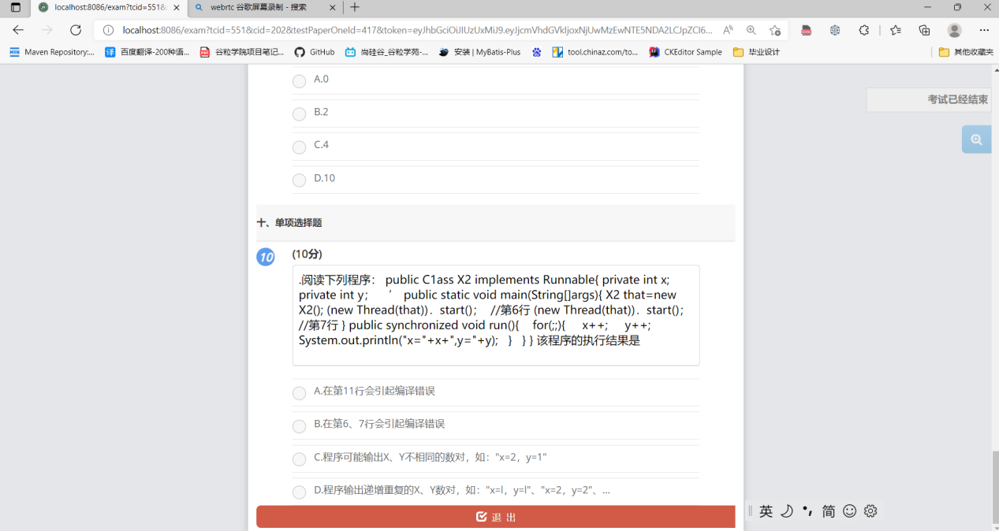 localhost:8086/exam?tcid=551&
webrtc 谷歌屏幕录制 - 搜索
localhost:8086/exam?tcid=551&cid=202&testPaperOneId=417&token=eyJhbGciOiJIUzUxMiJ9.eyJjcmVhdGVkIjoxNjUwMzEwNTE5NDA2LCJpZCI6...
Maven Repository:...
百度翻译-200种语...
谷粒学院项目笔记...
GitHub
尚硅谷_谷粒学苑-...
安装 | MyBatis-Plus
tool.chinaz.com/to...
CKEditor Sample
毕业设计
其他收藏夹
A.0
考试已经结束
B.2
C.4
D.10
十、单项选择题
10 (10分)
.阅读下列程序： public C1ass X2 implements Runnable{ private int x;
private int y; ′ public static void main(String[]args){ X2 that=new
X2(); (new Thread(that))．start(); //第6行 (new Thread(that))．start();
//第7行 } public synchronized void run(){ for(;;){ x++; y++;
System.out.println("x="+x+",y="+y); } } } 该程序的执行结果是
A.在第11行会引起编译错误
B.在第6、7行会引起编译错误
C.程序可能输出X、Y不相同的数对，如："x=2，y=1"
D.程序输出递增重复的X、Y数对，如："x=l，y=l"、"x=2，y=2"、...
退 出
英
简